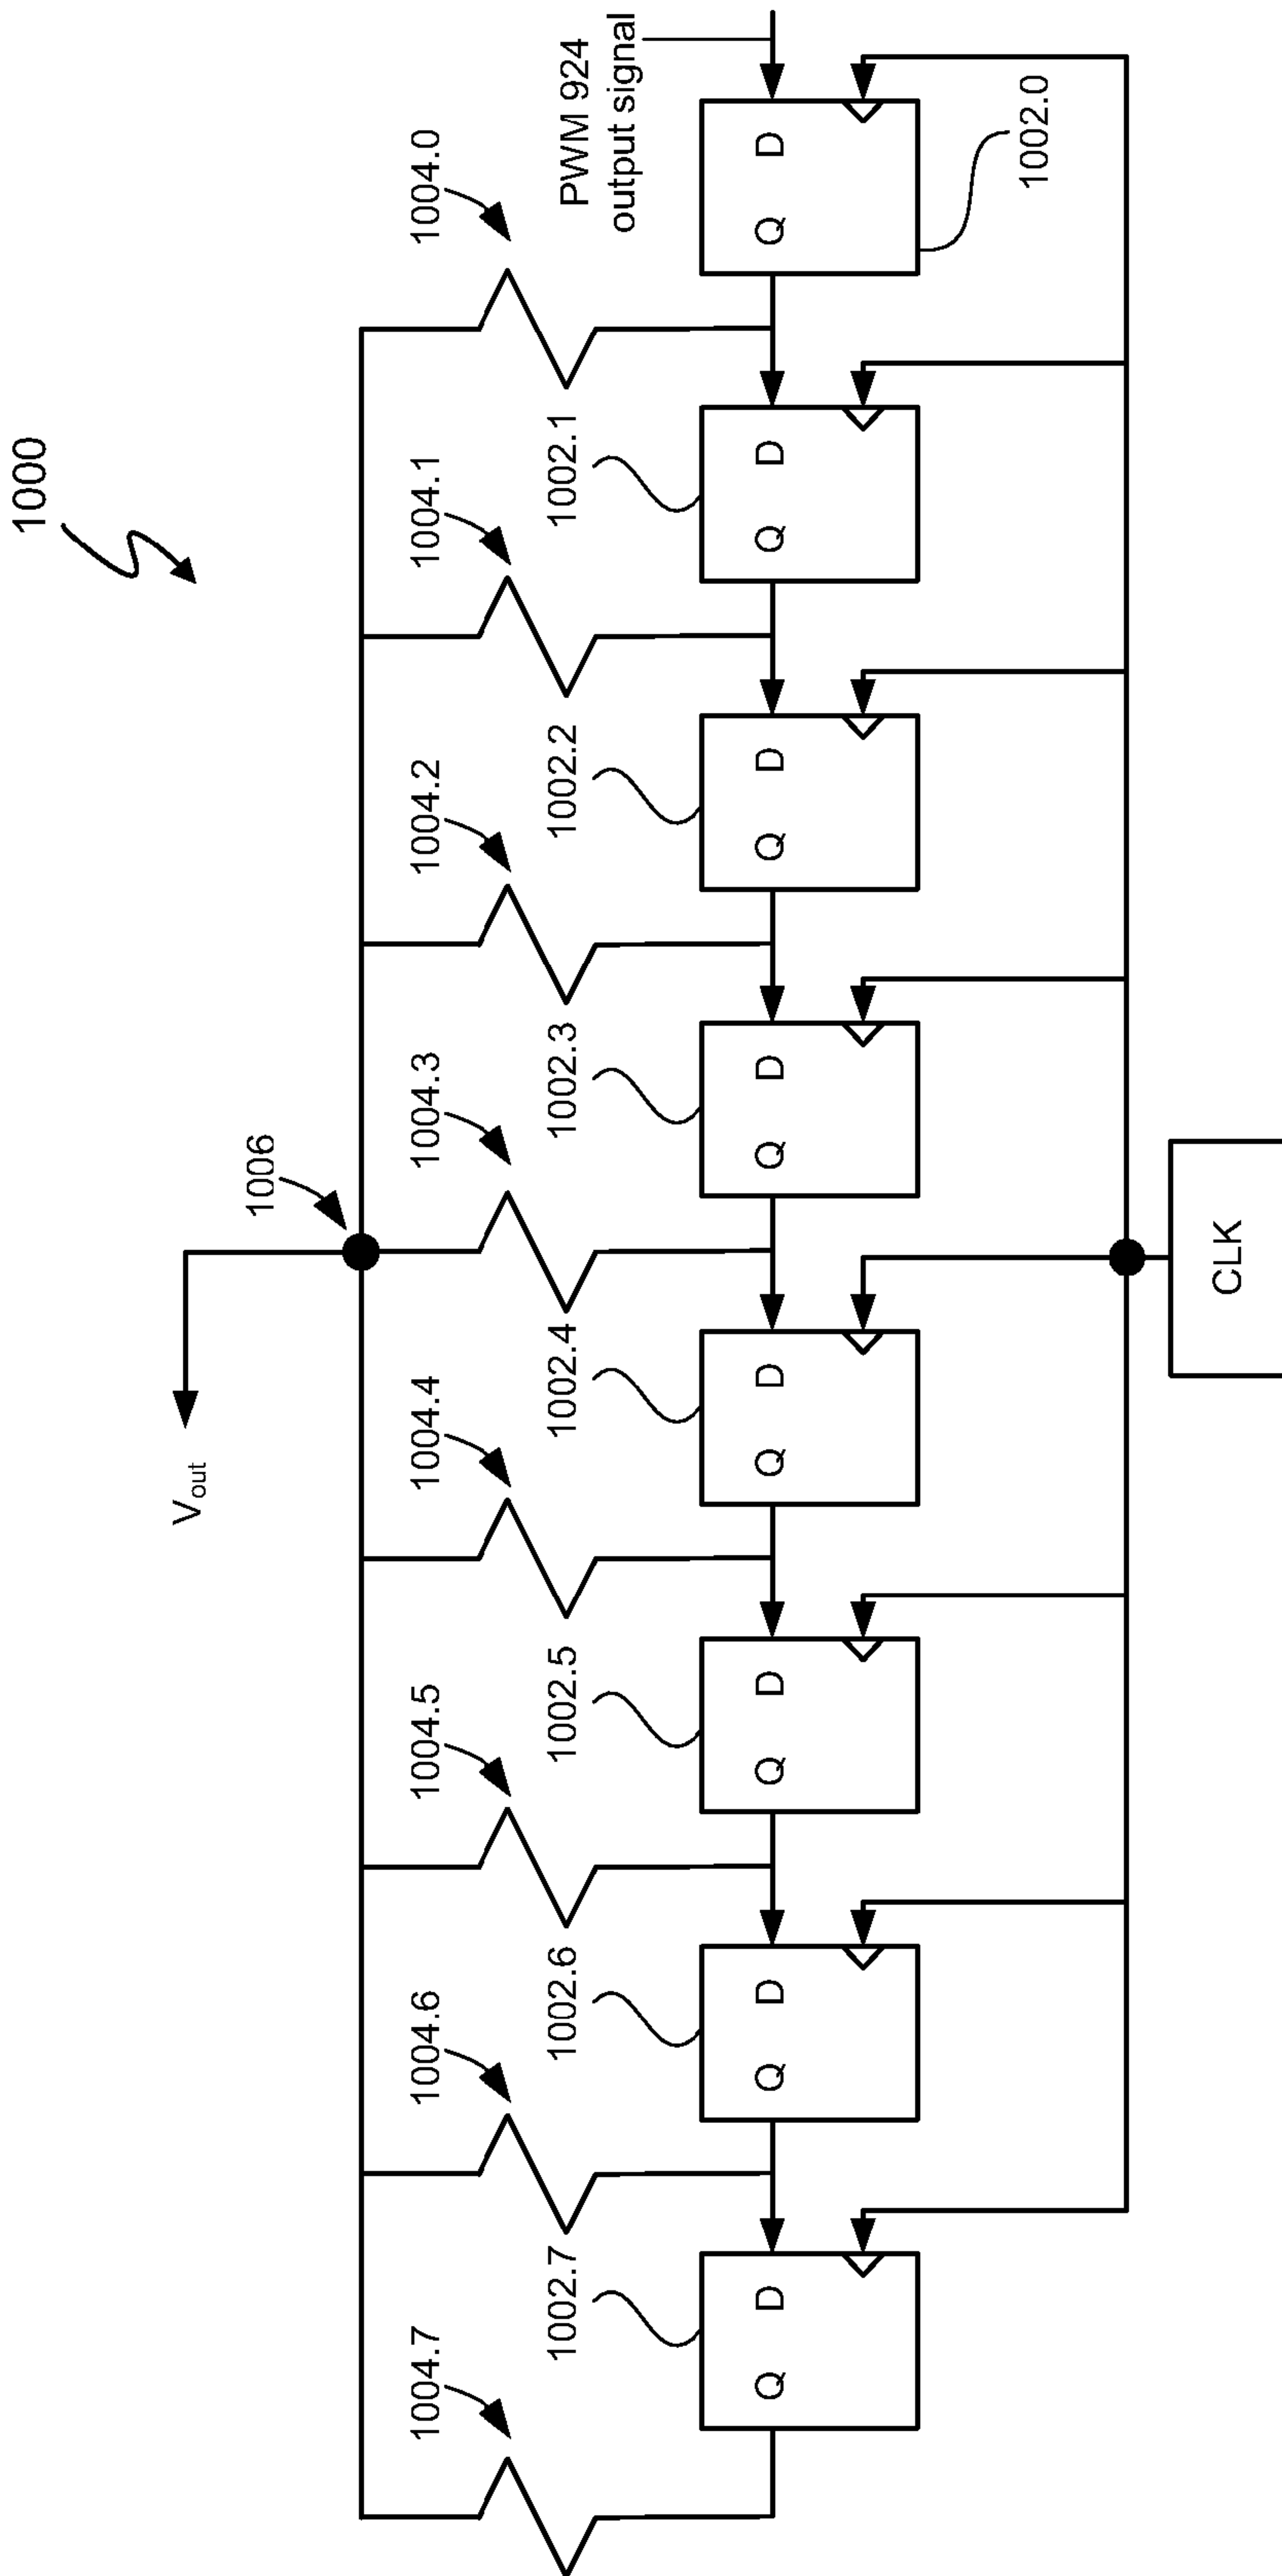 1000
1006
V_out
1004.7
1004.6
1004.5
1004.4
1004.3
1004.2
1004.1
1004.0
1002.7
1002.6
1002.5
1002.4
1002.3
1002.2
1002.1
PWM 924
output signal
Q D
Q D
Q D
Q D
Q D
Q D
Q D
Q D
1002.0
CLK